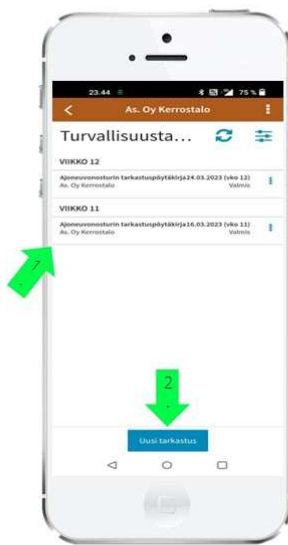 23.44
75 %
As. Oy Kerrostalo
Turvallisuusta...
VIIKKO 12
Ajoneuvonosturin tarkastuspöytäkirja24.03.2023 (vko 12)
As. Oy Kerrostalo Valmis
VIIKKO 11
Ajoneuvonosturin tarkastuspöytäkirja16.03.2023 (vko 11)
As. Oy Kerrostalo Valmis
1.
2.
Uusi tarkastus